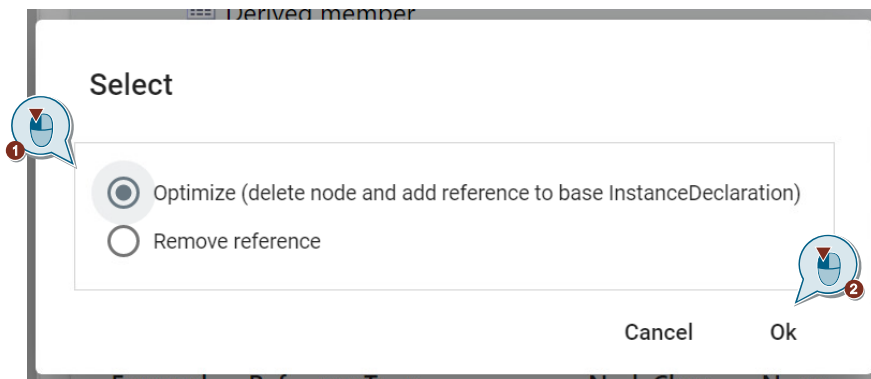 Derived member
Select
1
Optimize (delete node and add reference to base InstanceDeclaration)
Remove reference
2
Cancel Ok